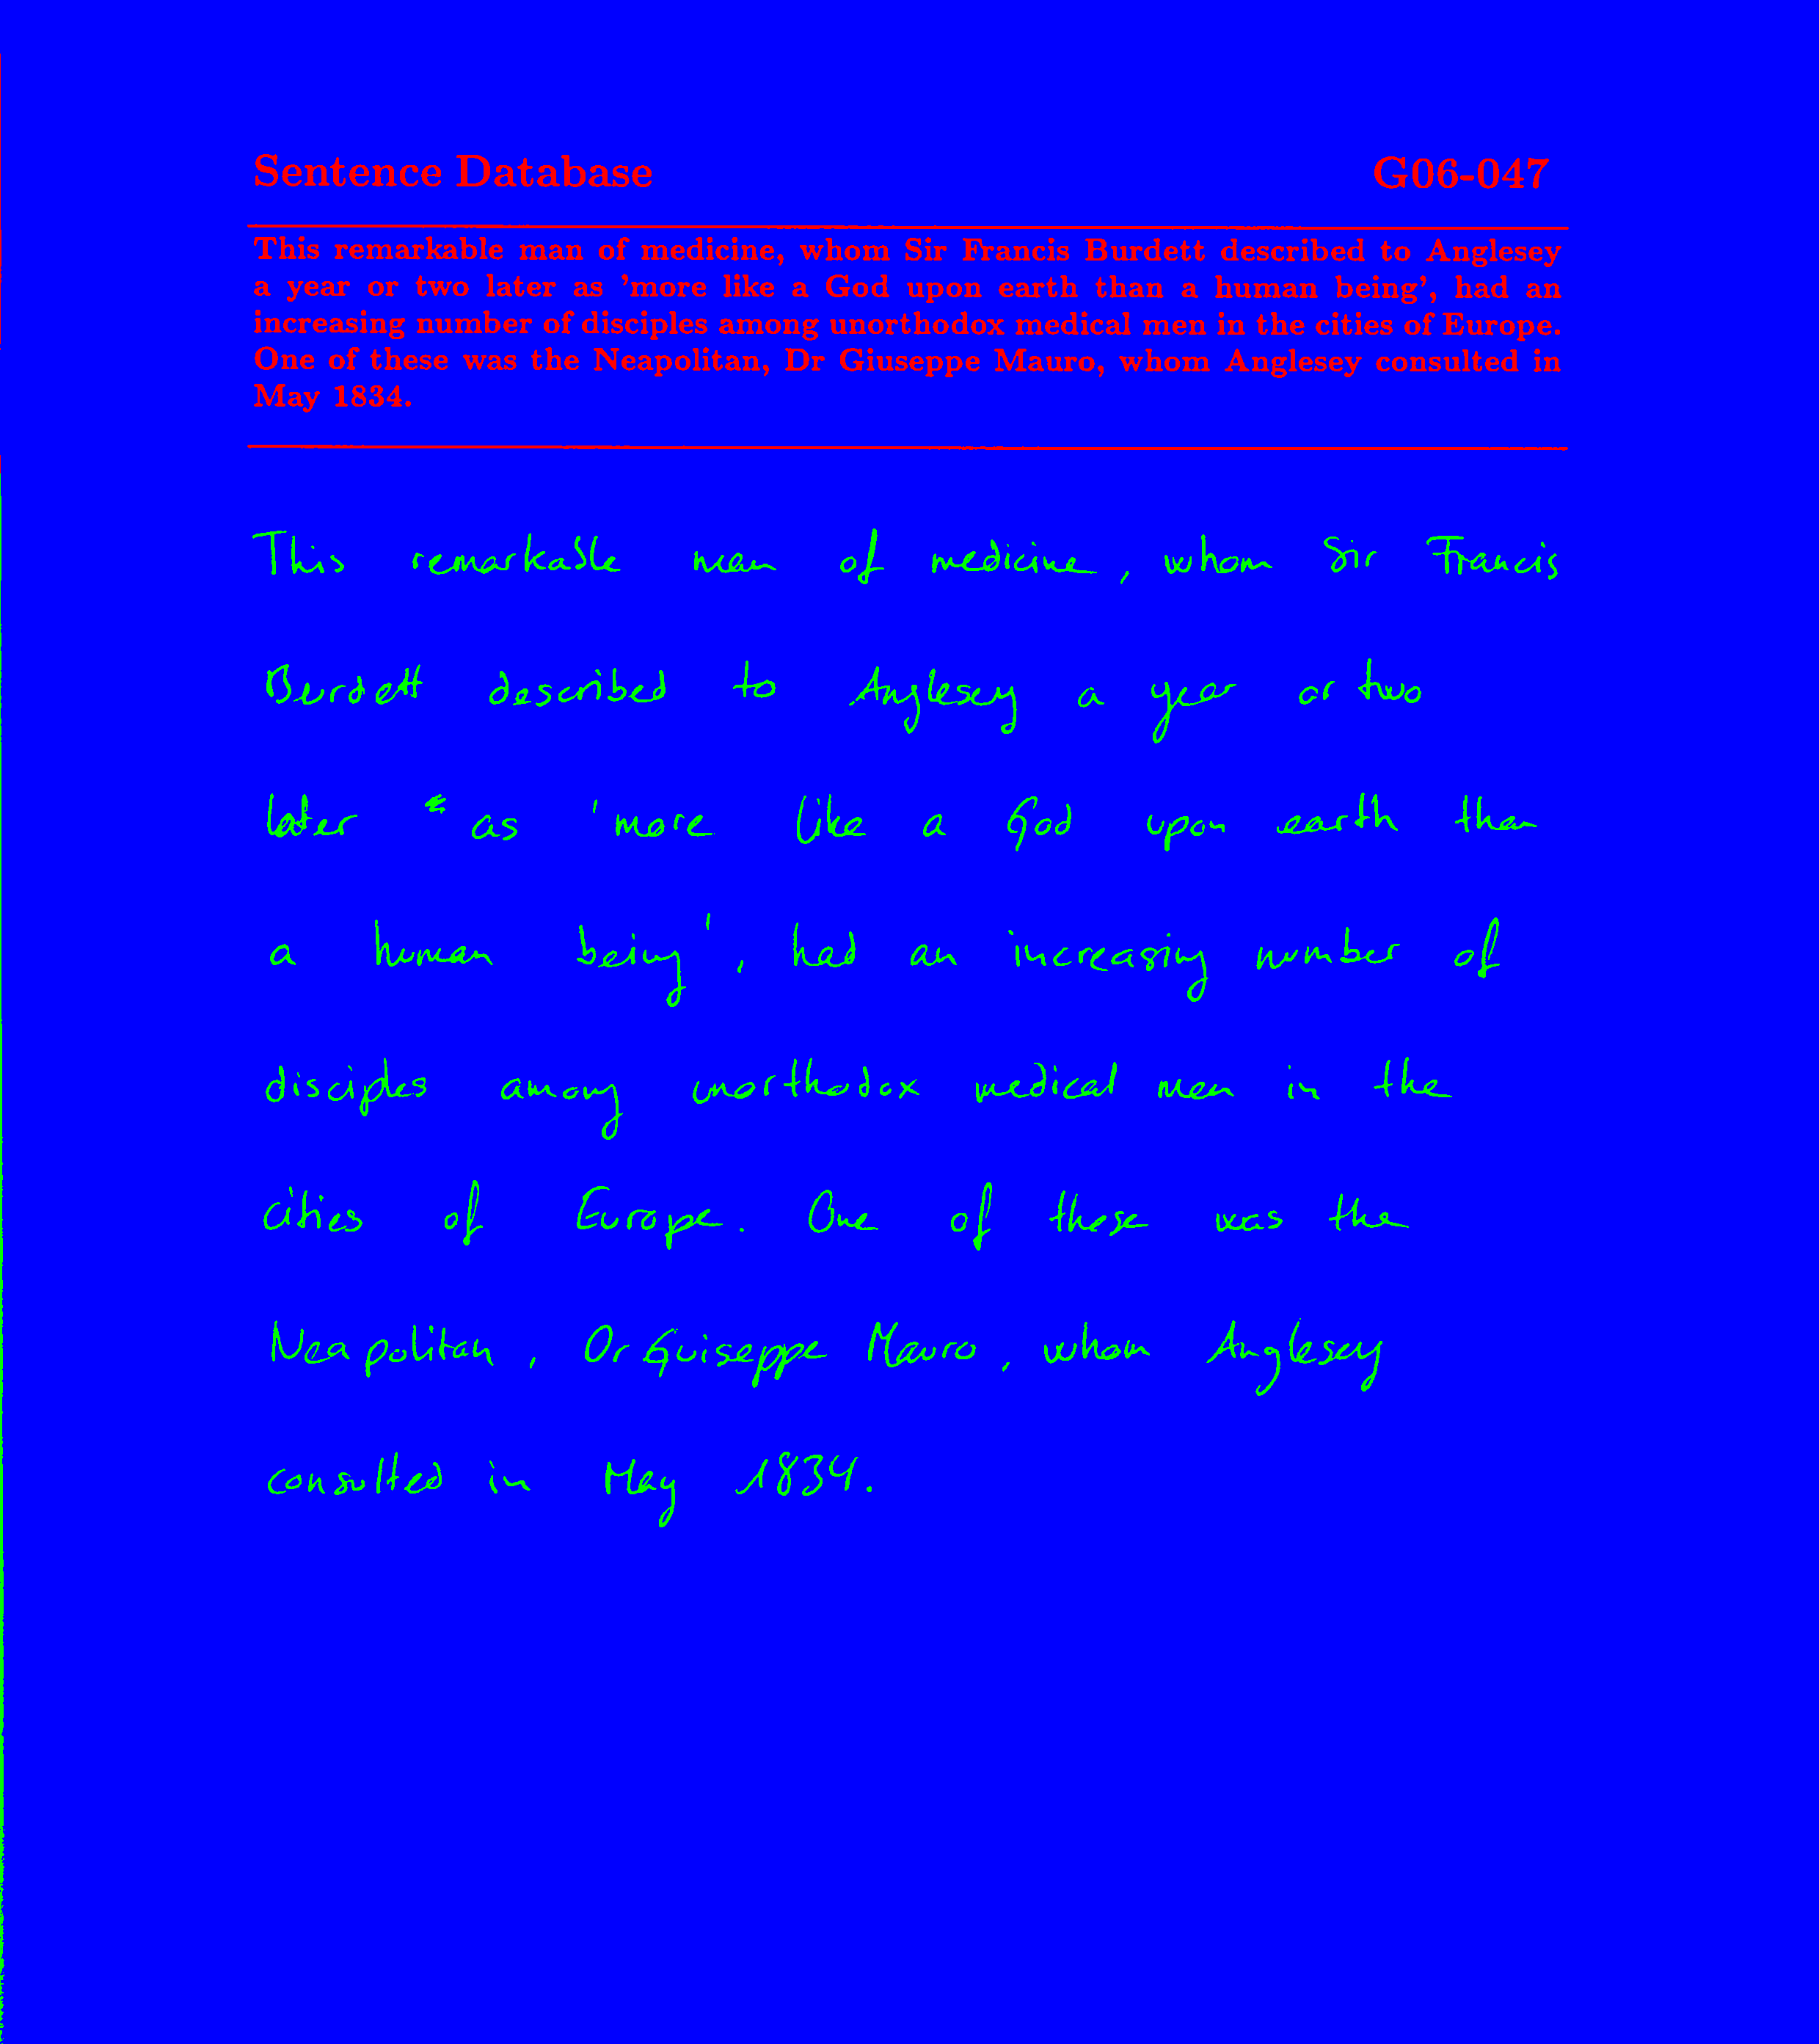 Sentence Database G06-047
This remarkable man of medicine, whom Sir Francis Burdett described to Anglesey
a year or two later as 'more like a God upon earth than a human being', had an
increasing number of disciples among unorthodox medical men in the cities of Europe.
One of these was the Neapolitan, Dr Giuseppe Mauro, whom Anglesey consulted in
May 1834.
This remarkable man of medicine, whom Sir Francis
Burdett described to Anglesey a year or two
later as 'more like a God upon earth than
a human being', had an increasing number of
disciples among unorthodox medical men in the
cities of Europe. One of these was the
Neapolitan, Dr Guiseppe Mauro, whom Anglesey
consulted in May 1834.